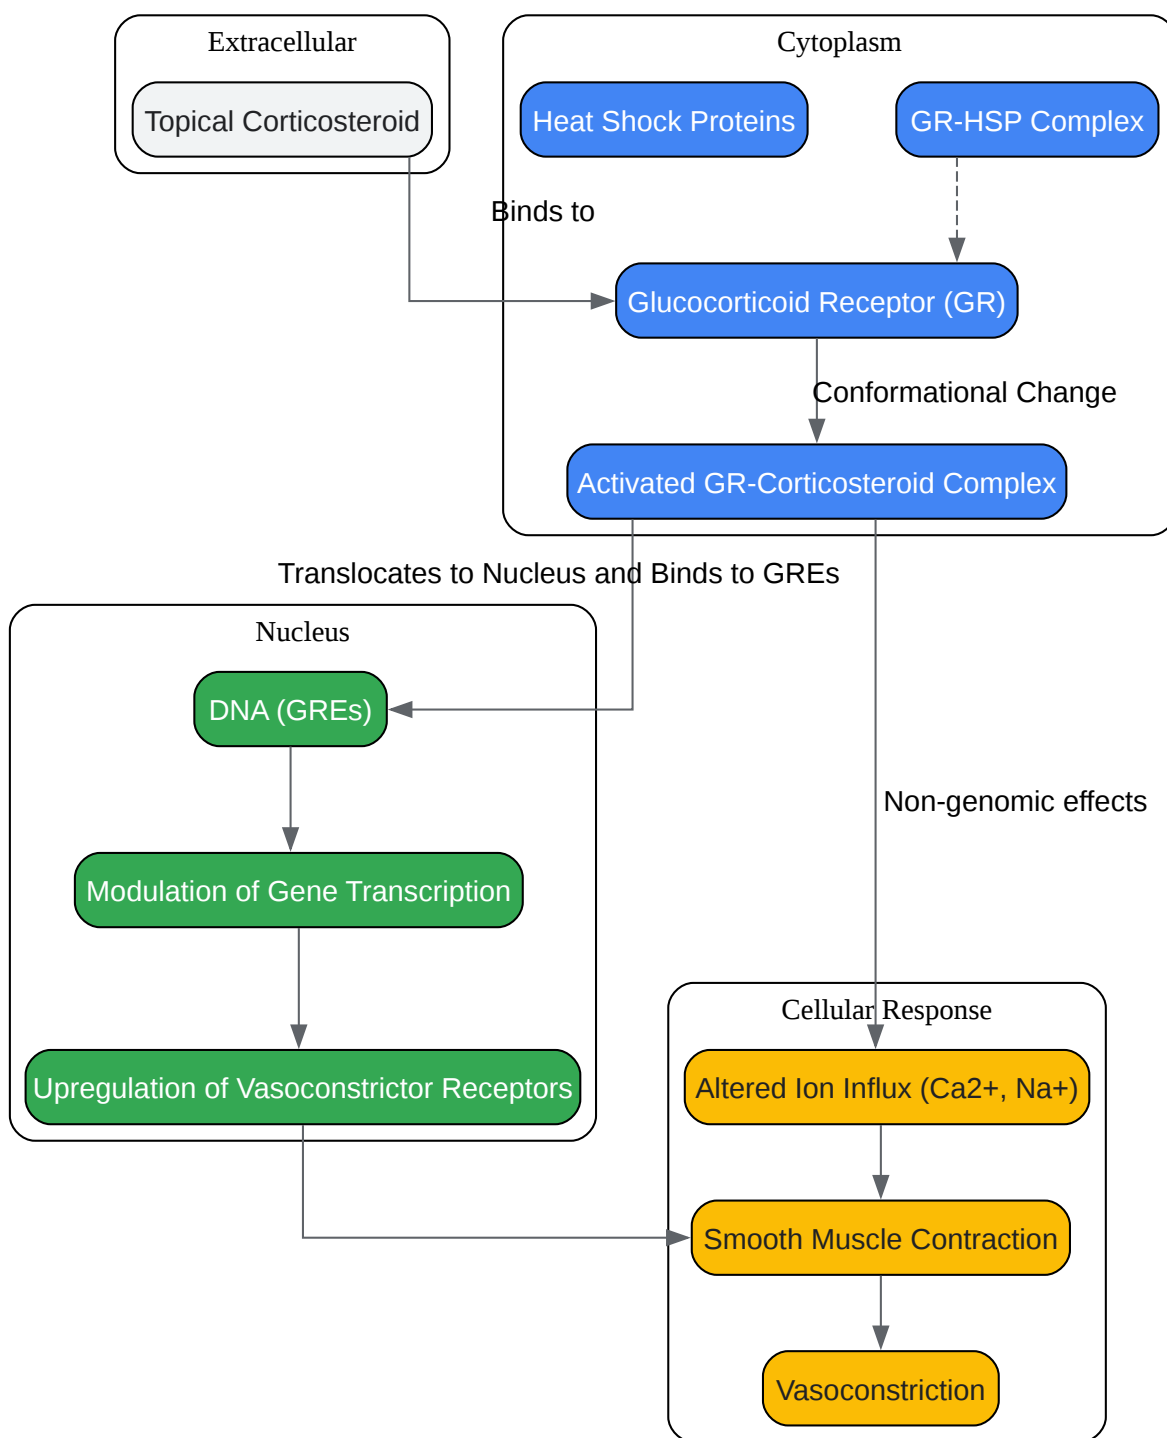 Extracellular
Topical Corticosteroid
Cytoplasm
Heat Shock Proteins
GR-HSP Complex
Binds to
Glucocorticoid Receptor (GR)
Conformational Change
Activated GR-Corticosteroid Complex
Translocates to Nucleus and Binds to GREs
Nucleus
DNA (GREs)
Non-genomic effects
Modulation of Gene Transcription
Upregulation of Vasoconstrictor Receptors
Cellular Response
Altered Ion Influx (Ca2+, Na+)
Smooth Muscle Contraction
Vasoconstriction